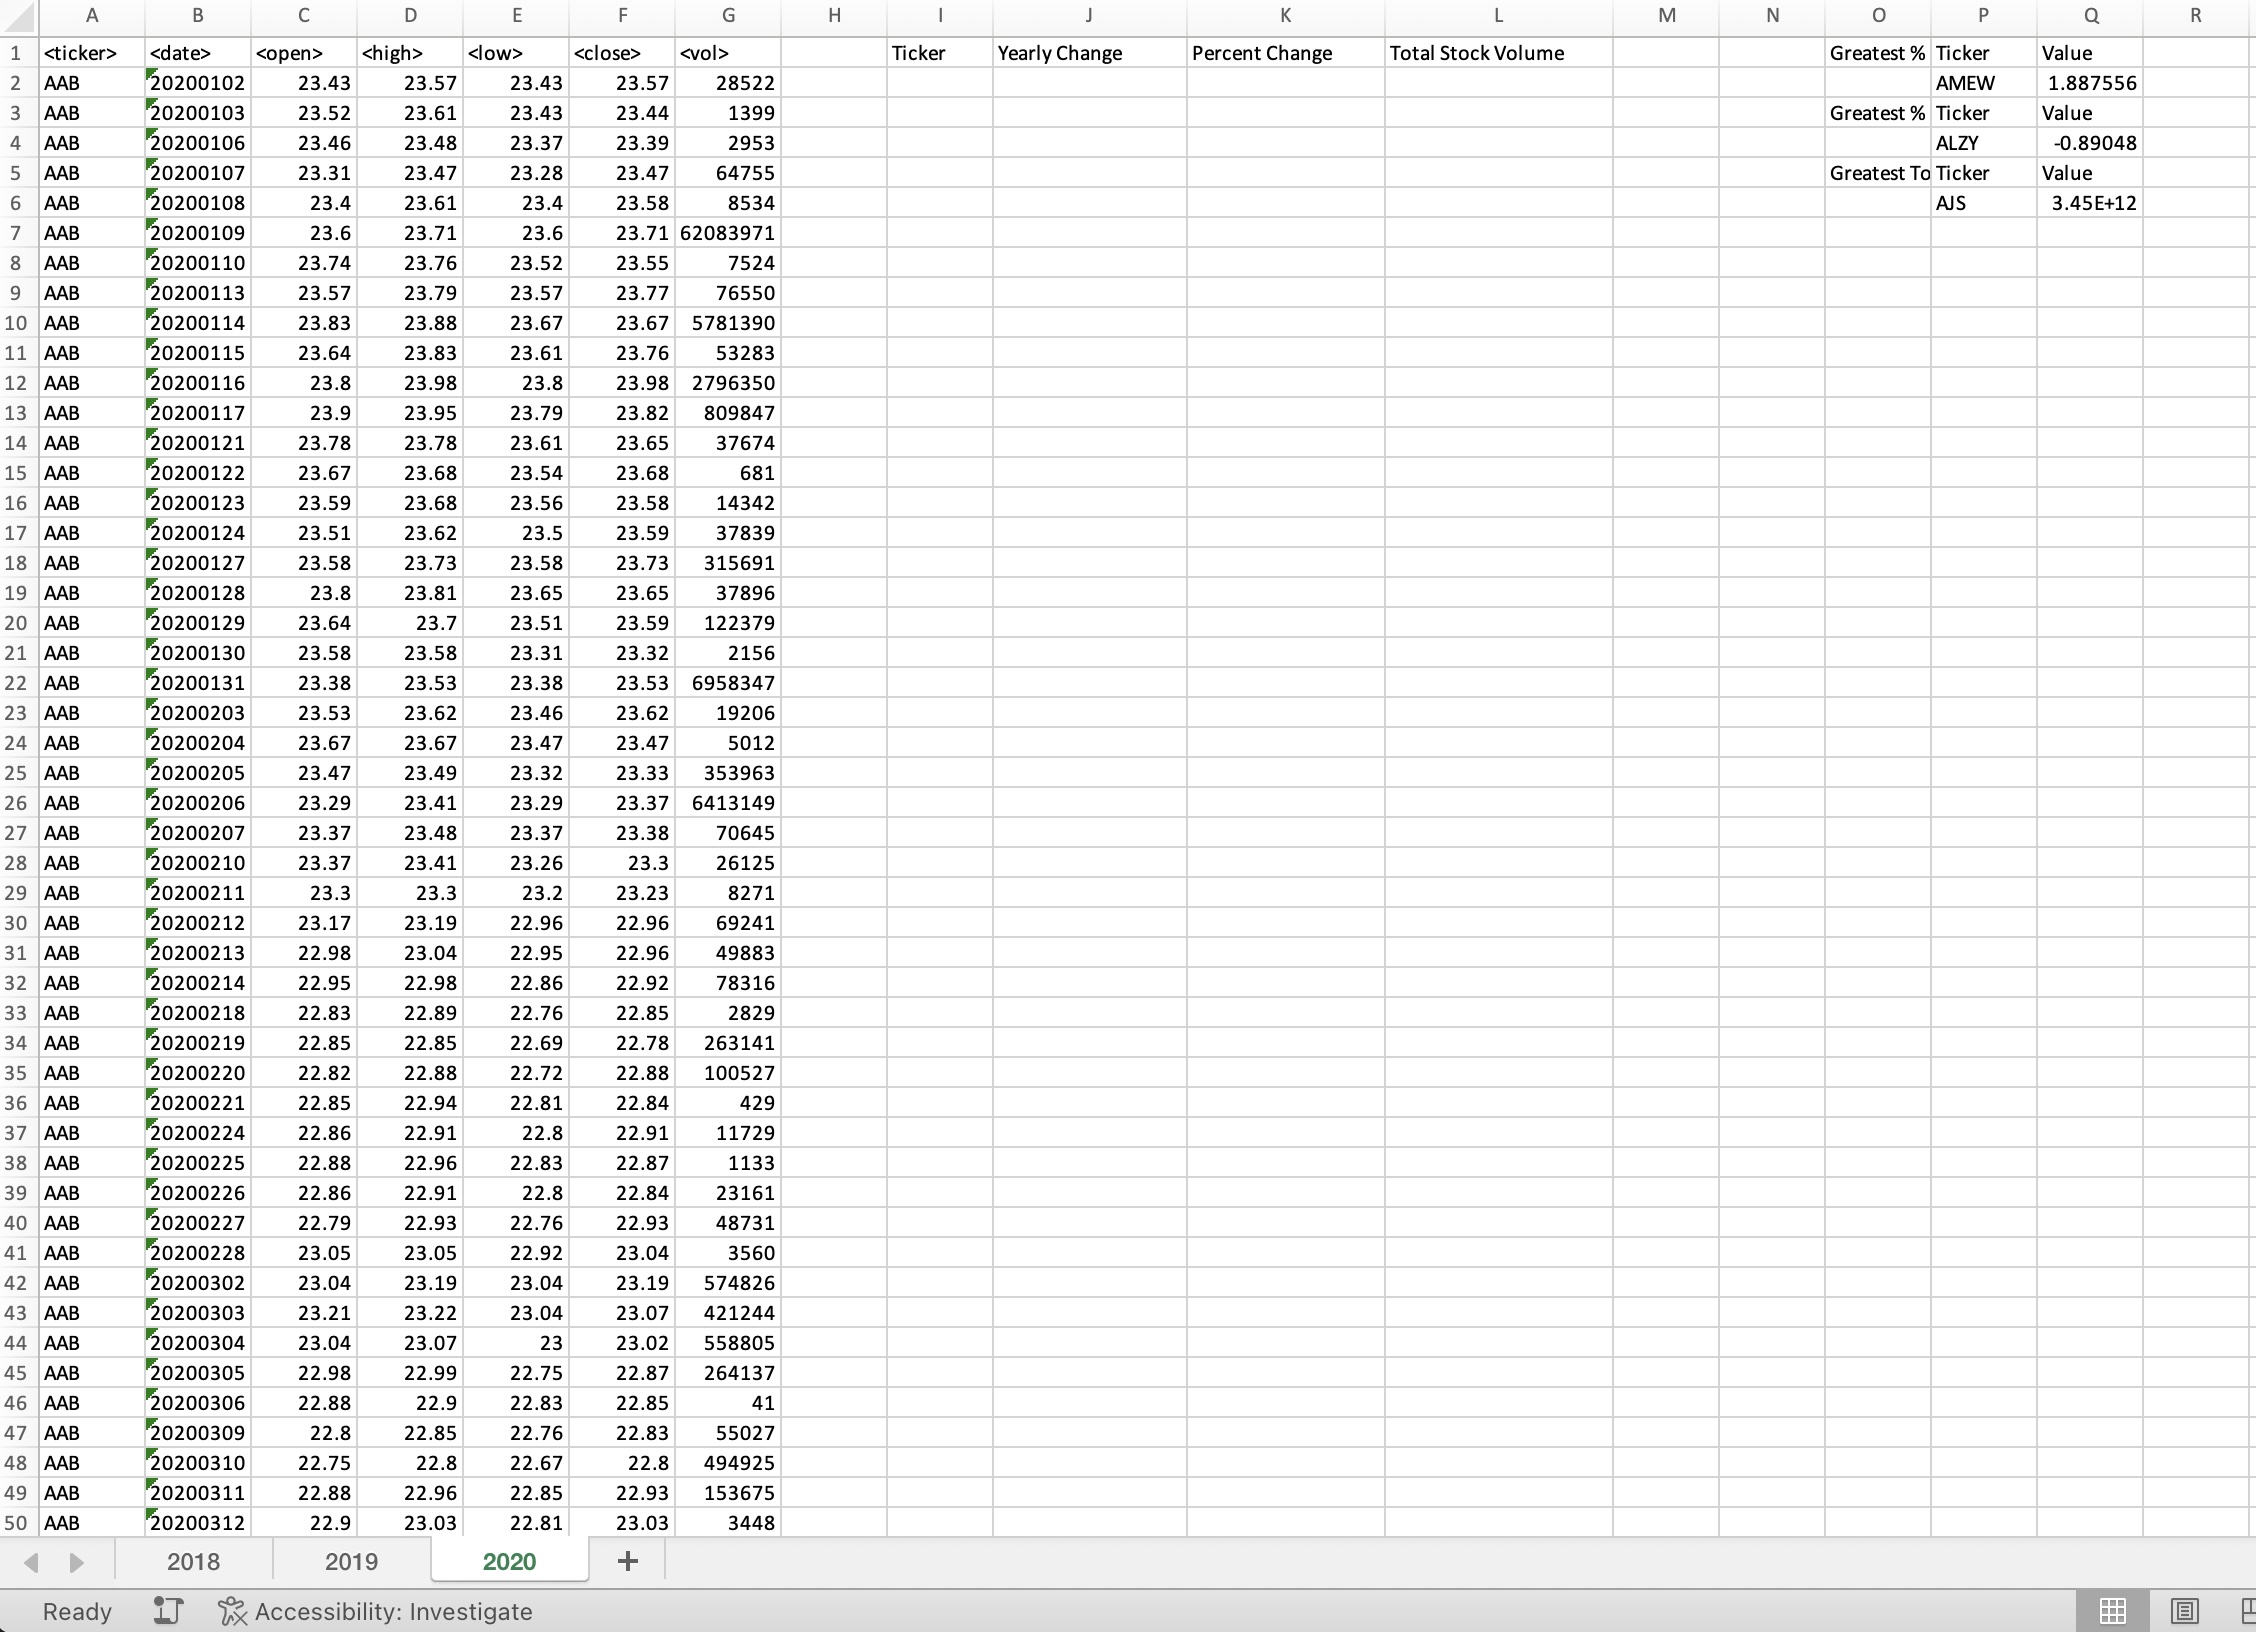 A B C D E F G H I J K L M N O P Q R
1 <ticker> <date> <open> <high> <low> <close> <vol> Ticker Yearly Change Percent Change Total Stock Volume Greatest % Ticker Value
2 AAB 20200102 23.43 23.57 23.43 23.57 28522 AMEW 1.887556
3 AAB 20200103 23.52 23.61 23.43 23.44 1399 Greatest % Ticker Value
4 AAB 20200106 23.46 23.48 23.37 23.39 2953 ALZY -0.89048
5 AAB 20200107 23.31 23.47 23.28 23.47 64755 Greatest To Ticker Value
6 AAB 20200108 23.4 23.61 23.4 23.58 8534 AJS 3.45E+12
7 AAB 20200109 23.6 23.71 23.6 23.71 62083971
8 AAB 20200110 23.74 23.76 23.52 23.55 7524
9 AAB 20200113 23.57 23.79 23.57 23.77 76550
10 AAB 20200114 23.83 23.88 23.67 23.67 5781390
11 AAB 20200115 23.64 23.83 23.61 23.76 53283
12 AAB 20200116 23.8 23.98 23.8 23.98 2796350
13 AAB 20200117 23.9 23.95 23.79 23.82 809847
14 AAB 20200121 23.78 23.78 23.61 23.65 37674
15 AAB 20200122 23.67 23.68 23.54 23.68 681
16 AAB 20200123 23.59 23.68 23.56 23.58 14342
17 AAB 20200124 23.51 23.62 23.5 23.59 37839
18 AAB 20200127 23.58 23.73 23.58 23.73 315691
19 AAB 20200128 23.8 23.81 23.65 23.65 37896
20 AAB 20200129 23.64 23.7 23.51 23.59 122379
21 AAB 20200130 23.58 23.58 23.31 23.32 2156
22 AAB 20200131 23.38 23.53 23.38 23.53 6958347
23 AAB 20200203 23.53 23.62 23.46 23.62 19206
24 AAB 20200204 23.67 23.67 23.47 23.47 5012
25 AAB 20200205 23.47 23.49 23.32 23.33 353963
26 AAB 20200206 23.29 23.41 23.29 23.37 6413149
27 AAB 20200207 23.37 23.48 23.37 23.38 70645
28 AAB 20200210 23.37 23.41 23.26 23.3 26125
29 AAB 20200211 23.3 23.3 23.2 23.23 8271
30 AAB 20200212 23.17 23.19 22.96 22.96 69241
31 AAB 20200213 22.98 23.04 22.95 22.96 49883
32 AAB 20200214 22.95 22.98 22.86 22.92 78316
33 AAB 20200218 22.83 22.89 22.76 22.85 2829
34 AAB 20200219 22.85 22.85 22.69 22.78 263141
35 AAB 20200220 22.82 22.88 22.72 22.88 100527
36 AAB 20200221 22.85 22.94 22.81 22.84 429
37 AAB 20200224 22.86 22.91 22.8 22.91 11729
38 AAB 20200225 22.88 22.96 22.83 22.87 1133
39 AAB 20200226 22.86 22.91 22.8 22.84 23161
40 AAB 20200227 22.79 22.93 22.76 22.93 48731
41 AAB 20200228 23.05 23.05 22.92 23.04 3560
42 AAB 20200302 23.04 23.19 23.04 23.19 574826
43 AAB 20200303 23.21 23.22 23.04 23.07 421244
44 AAB 20200304 23.04 23.07 23 23.02 558805
45 AAB 20200305 22.98 22.99 22.75 22.87 264137
46 AAB 20200306 22.88 22.9 22.83 22.85 41
47 AAB 20200309 22.8 22.85 22.76 22.83 55027
48 AAB 20200310 22.75 22.8 22.67 22.8 494925
49 AAB 20200311 22.88 22.96 22.85 22.93 153675
50 AAB 20200312 22.9 23.03 22.81 23.03 3448
2018 2019 2020 +
Ready Accessibility: Investigate